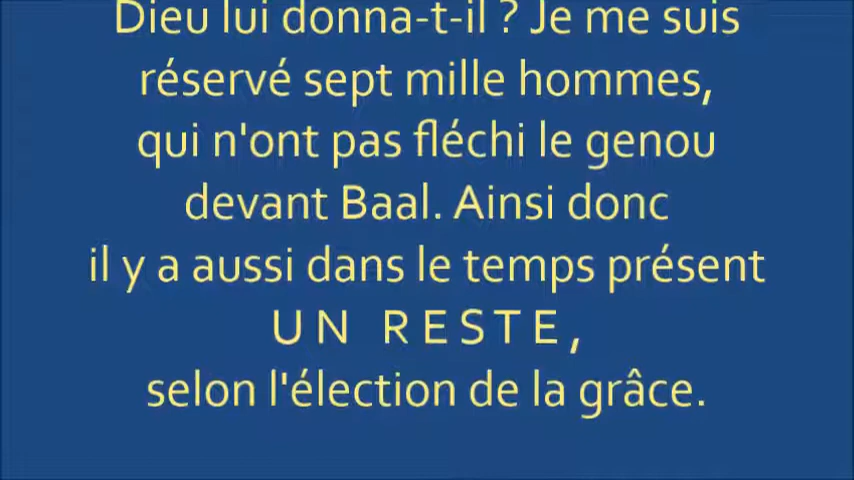 Dieu lui donna-t-il ? Je me suis
réservé sept mille hommes,
qui n'ont pas fléchi le genou
devant Baal. Ainsi donc
il y a aussi dans le temps présent
UN RESTE,
selon l'élection de la grâce.